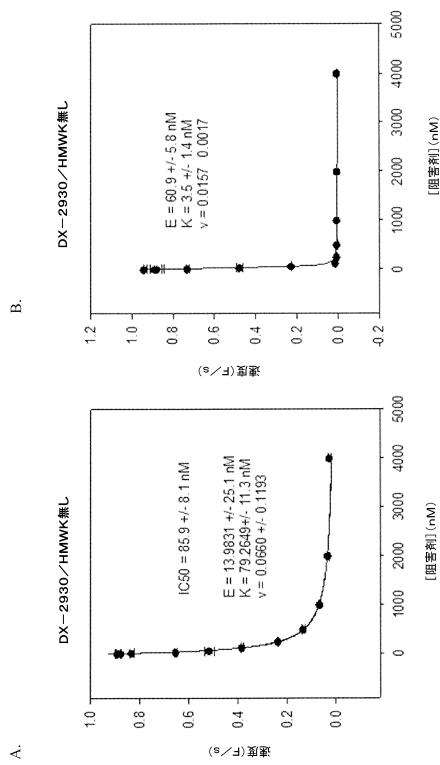 A.
DX-2930/HMWK無し
IC50 = 85.9 +/- 8.1 nM
E = 13.9831 +/- 25.1 nM
K = 79.2649+/- 11.3 nM
v = 0.0660 +/- 0.1193
速度(F/s)
1.0
0.8
0.6
0.4
0.2
0.0
0
1000
2000
3000
4000
5000
[阻害剤](nM)
B.
DX-2930/HMWK無し
E = 60.9 +/- 5.8 nM
K = 3.5 +/- 1.4 nM
v = 0.0157 0.0017
速度(F/s)
1.2
1.0
0.8
0.6
0.4
0.2
0.0
-0.2
0
1000
2000
3000
4000
5000
[阻害剤](nM)